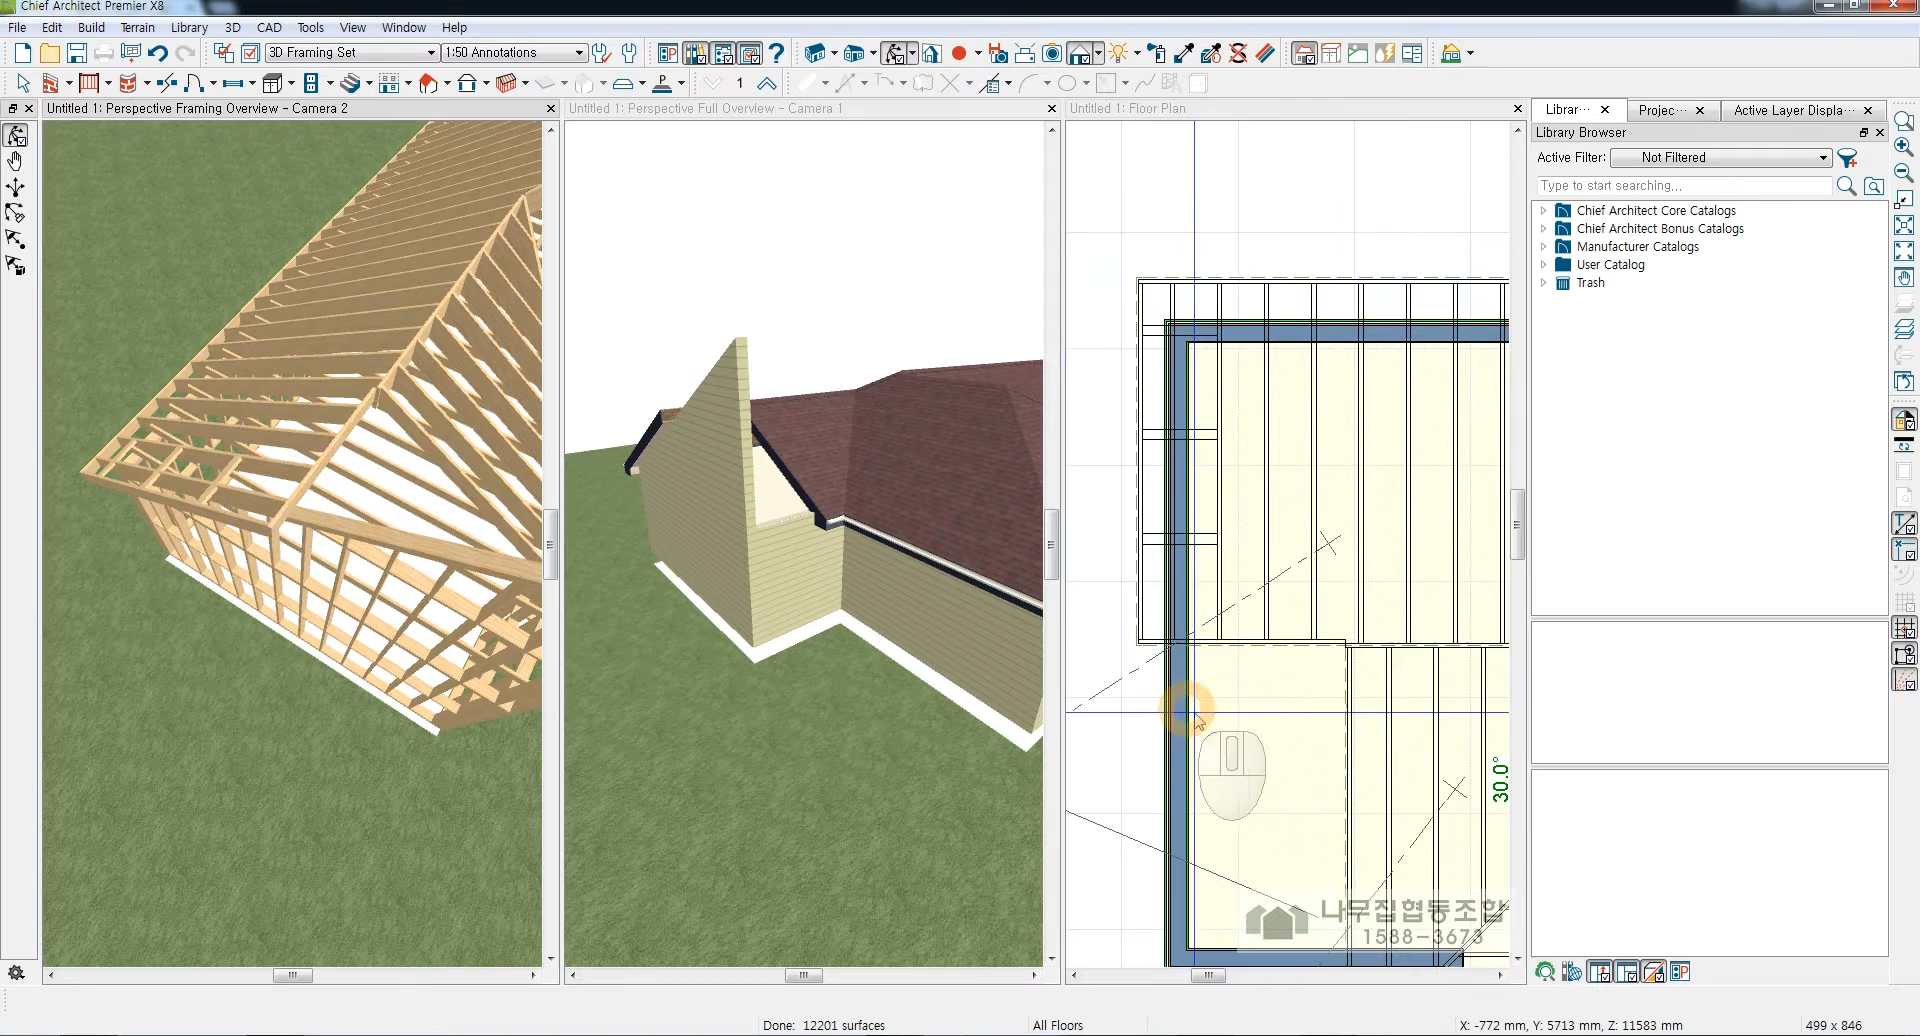 Chief Architect Premier X8
File Edit Build Terrain Library 3D CAD Tools View Window Help
3D Framing Set 1:50 Annotations
1
Untitled 1: Perspective Framing Overview - Camera 2
Untitled 1: Perspective Full Overview - Camera 1
Untitled 1: Floor Plan
Librar··· Projec··· Active Layer Displa···
Library Browser
Active Filter: Not Filtered
Type to start searching...
Chief Architect Core Catalogs
Chief Architect Bonus Catalogs
Manufacturer Catalogs
User Catalog
Trash
30.0°
나무집협동조합
1588-3673
Done: 12201 surfaces
All Floors
X: -772 mm, Y: 5713 mm, Z: 11583 mm
499 x 846